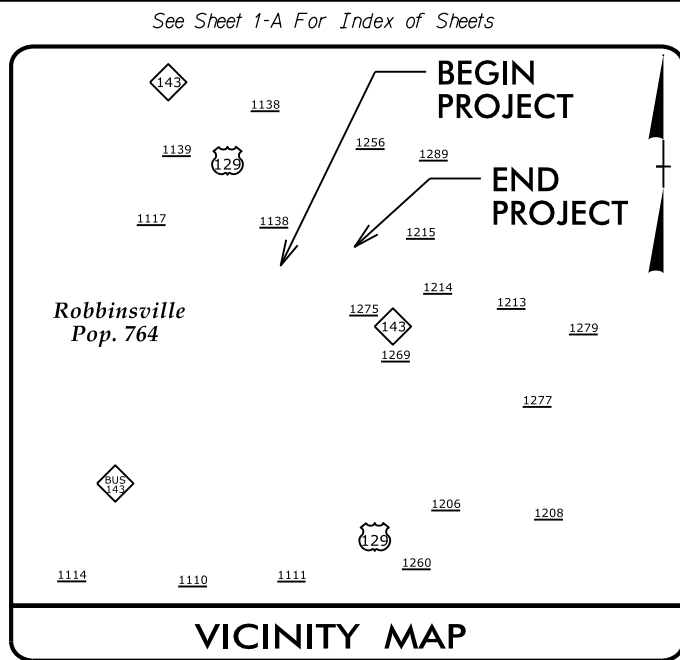 See Sheet 1-A For Index of Sheets
143
BEGIN
PROJECT
1138
1139
129
1256
1289
END
PROJECT
1117
1138
1215
1214
1213
Robbinsville
Pop. 764
1275
143
1279
1269
1277
BUS
143
1206
1208
129
1260
1114
1110
1111
VICINITY MAP